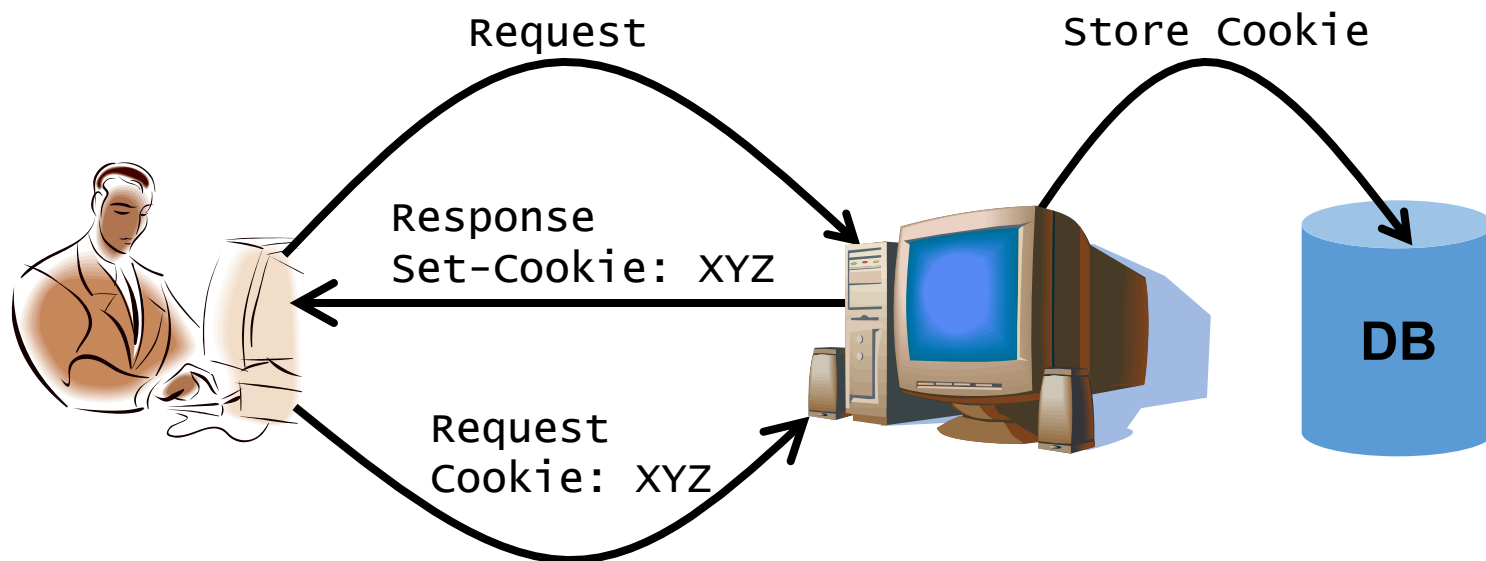 Request
Store Cookie
Response
Set-Cookie: XYZ
DB
Request
Cookie: XYZ